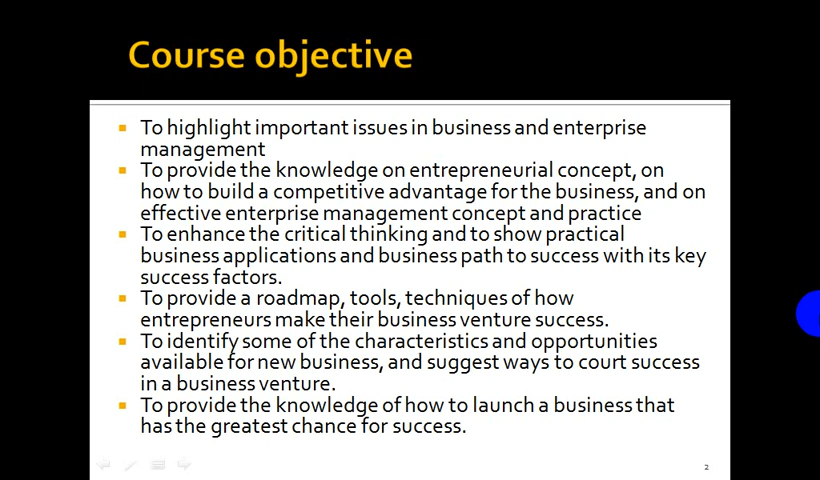 Course objective
To highlight important issues in business and enterprise
management
To provide the knowledge on entrepreneurial concept, on
how to build a competitive advantage for the business, and on
effective enterprise management concept and practice
To enhance the critical thinking and to show practical
business applications and business path to success with its key
success factors.
To provide a roadmap, tools, techniques of how
entrepreneurs make their business venture success.
To identify some of the characteristics and opportunities
available for new business, and suggest ways to court success
in a business venture.
To provide the knowledge of how to launch a business that
has the greatest chance for success.
2